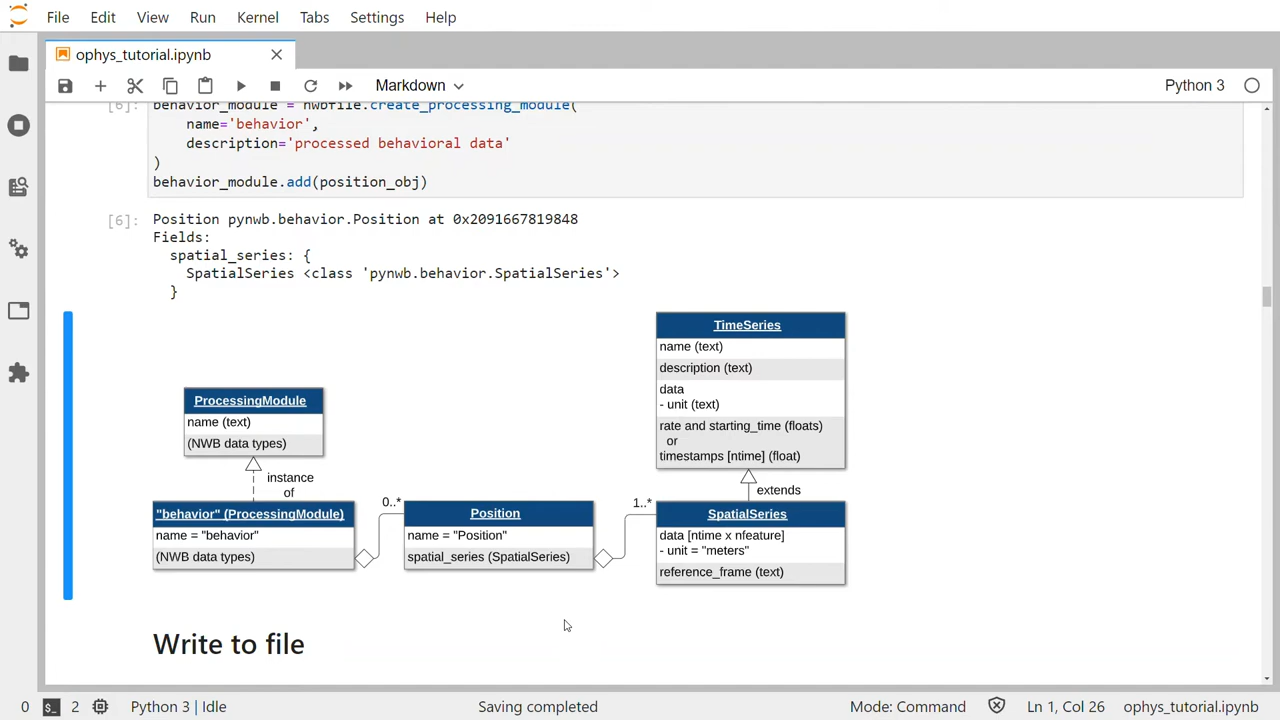 File Edit View Run Kernel Tabs Settings Help
ophys_tutorial.ipynb
Markdown
Python 3
[6]: behavior_module = nwbfile.create_processing_module(
name='behavior',
description='processed behavioral data'
)
behavior_module.add(position_obj)
[6]: Position pynwb.behavior.Position at 0x2091667819848
Fields:
spatial_series: {
SpatialSeries <class 'pynwb.behavior.SpatialSeries'>
}
TimeSeries
name (text)
description (text)
data
- unit (text)
rate and starting_time (floats)
or
timestamps [ntime] (float)
ProcessingModule
name (text)
(NWB data types)
instance
of
extends
"behavior" (ProcessingModule)
name = "behavior"
(NWB data types)
0..*
Position
name = "Position"
spatial_series (SpatialSeries)
1..*
SpatialSeries
data [ntime x nfeature]
- unit = "meters"
reference_frame (text)
Write to file
0 $_ 2 Python 3 | Idle Saving completed Mode: Command Ln 1, Col 26 ophys_tutorial.ipynb